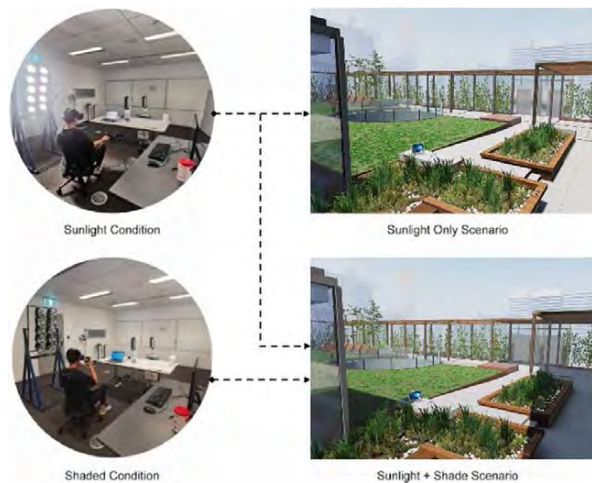 Sunlight Condition
Sunlight Only Scenario
Shaded Condition
Sunlight + Shade Scenario